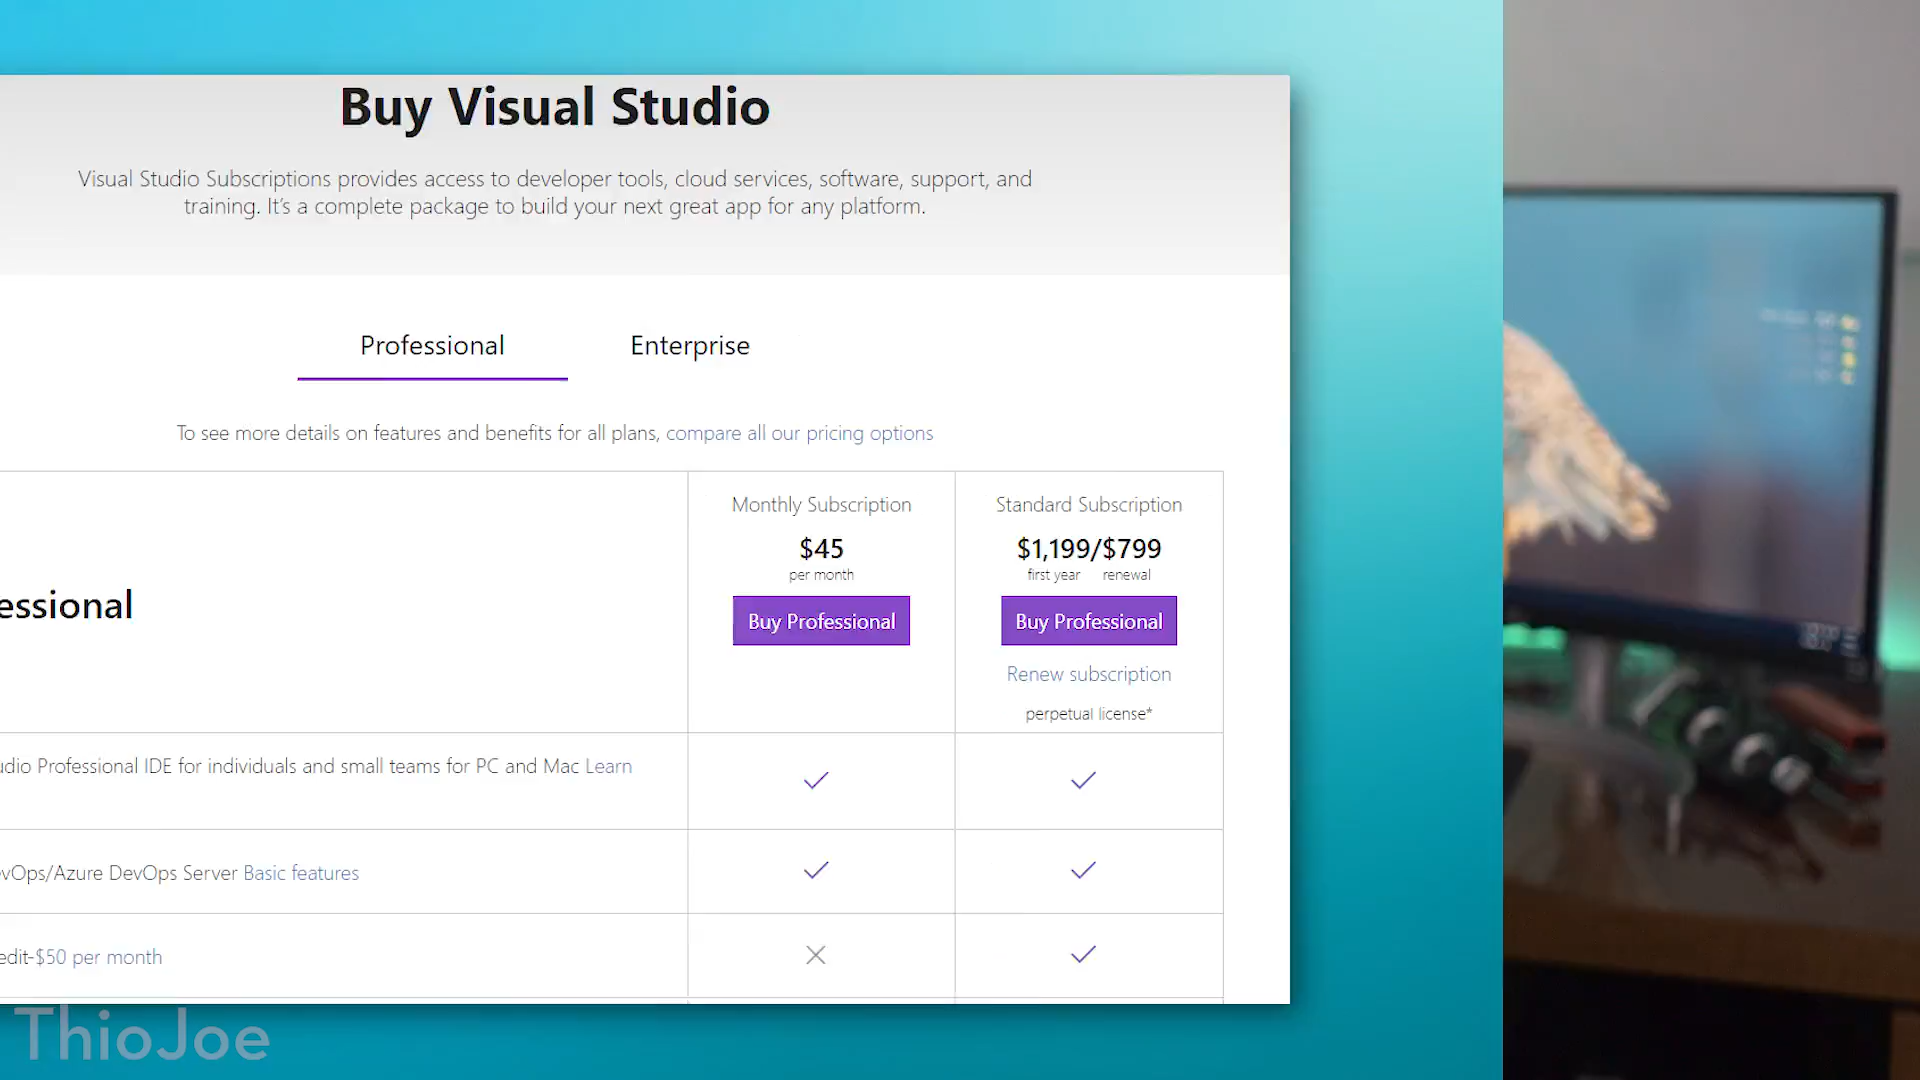 Buy Visual Studio
Visual Studio Subscriptions provides access to developer tools, cloud services, software, support, and
training. It's a complete package to build your next great app for any platform.
Professional
Enterprise
To see more details on features and benefits for all plans, compare all our pricing options
Monthly Subscription
$45
per month
Buy Professional
Standard Subscription
$1,199/$799
first year renewal
Buy Professional
Renew subscription
perpetual license*
essional
udio Professional IDE for individuals and small teams for PC and Mac Learn
vOps/Azure DevOps Server Basic features
edit-$50 per month
ThioJoe